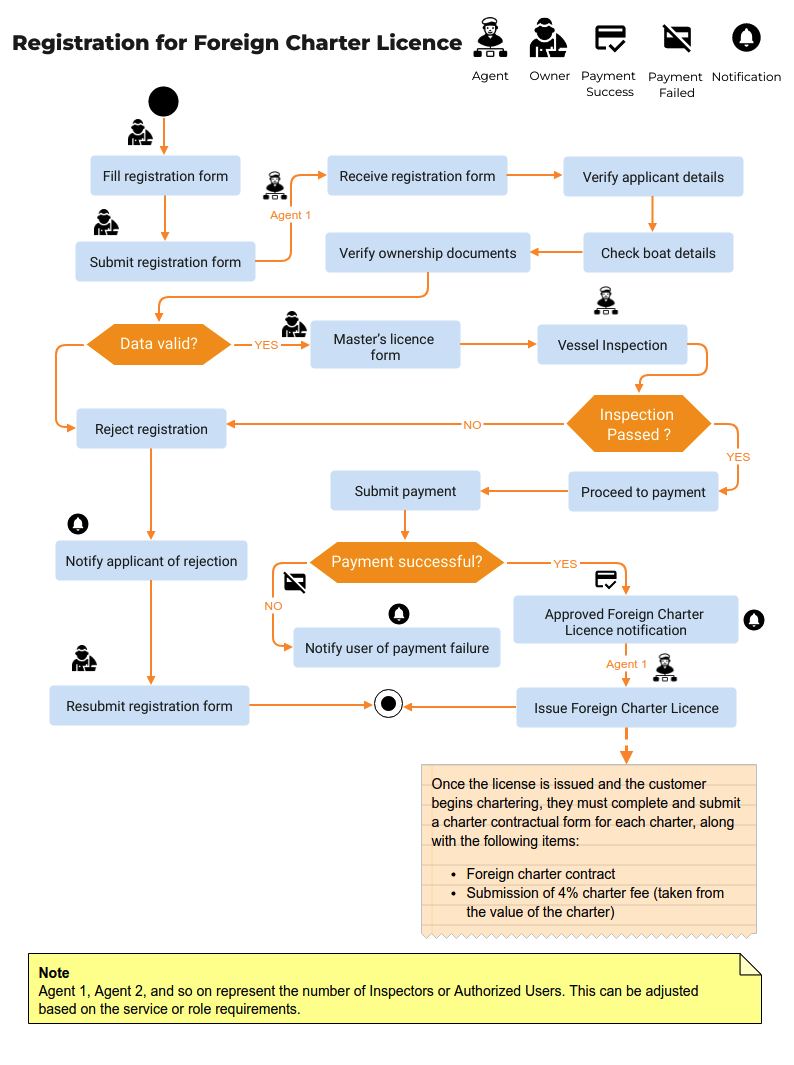 Registration for Foreign Charter Licence
Agent
Owner
Payment
Success
Payment
Failed
Notification
Fill registration form
Submit registration form
Agent 1
Receive registration form
Verify applicant details
Check boat details
Verify ownership documents
Data valid?
YES
Master's licence
form
Vessel Inspection
Inspection
Passed ?
NO
YES
Reject registration
Proceed to payment
Submit payment
Payment successful?
NO
YES
Notify applicant of rejection
Notify user of payment failure
Approved Foreign Charter
Licence notification
Agent 1
Resubmit registration form
Issue Foreign Charter Licence
Once the license is issued and the customer
begins chartering, they must complete and submit
a charter contractual form for each charter, along
with the following items:
• Foreign charter contract
• Submission of 4% charter fee (taken from
the value of the charter)
Note
Agent 1, Agent 2, and so on represent the number of Inspectors or Authorized Users. This can be adjusted
based on the service or role requirements.